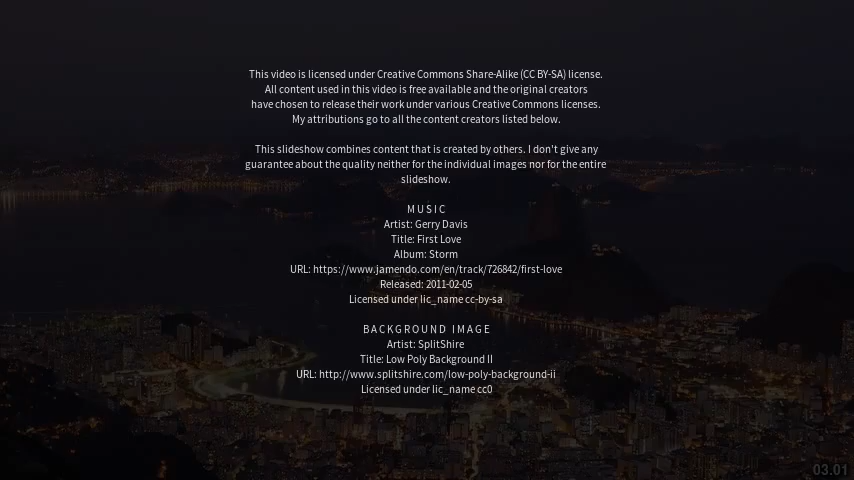 This video is licensed under Creative Commons Share-Alike (CC BY-SA) license.
All content used in this video is free available and the original creators
have chosen to release their work under various Creative Commons licenses.
My attributions go to all the content creators listed below.
This slideshow combines content that is created by others. I don't give any
guarantee about the quality neither for the individual images nor for the entire
slideshow.
MUSIC
Artist: Gerry Davis
Title: First Love
Album: Storm
URL: https://www.jamendo.com/en/track/726842/first-love
Released: 2011-02-05
Licensed under lic_name cc-by-sa
BACKGROUND IMAGE
Artist: SplitShire
Title: Low Poly Background II
URL: http://www.splitshire.com/low-poly-background-ii
Licensed under lic_name cc0
03.01